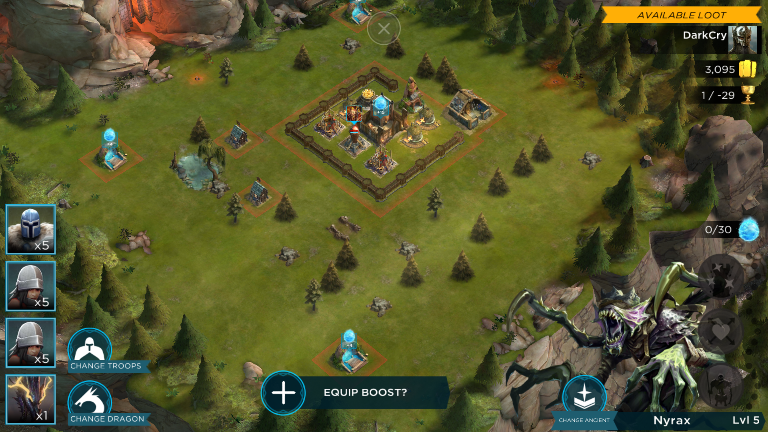 AVAILABLE LOOT
DarkCry
3,095
1 / -29
0/30
x5
x5
x5
x1
CHANGE TROOPS
CHANGE DRAGON
EQUIP BOOST?
CHANGE ANCIENT
Nyrax Lvl 5